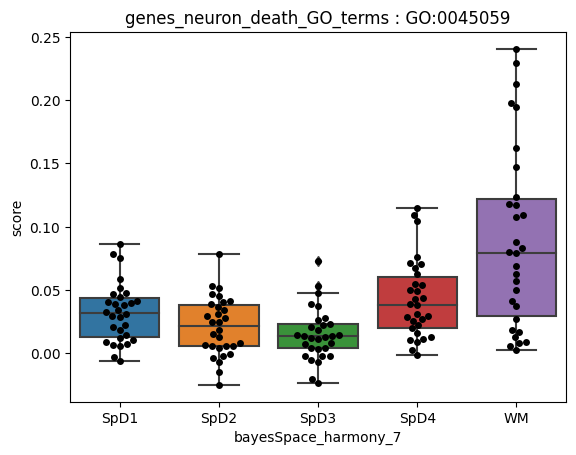 genes_neuron_death_GO_terms : GO:0045059
score
0.25
0.20
0.15
0.10
0.05
0.00
SpD1 SpD2 SpD3 SpD4 WM
bayesSpace_harmony_7